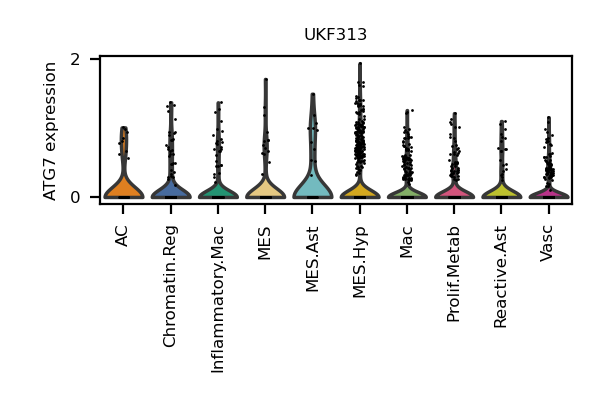 UKF313
ATG7 expression
2
0
AC
Chromatin.Reg
Inflammatory.Mac
MES
MES.Ast
MES.Hyp
Mac
Prolif.Metab
Reactive.Ast
Vasc